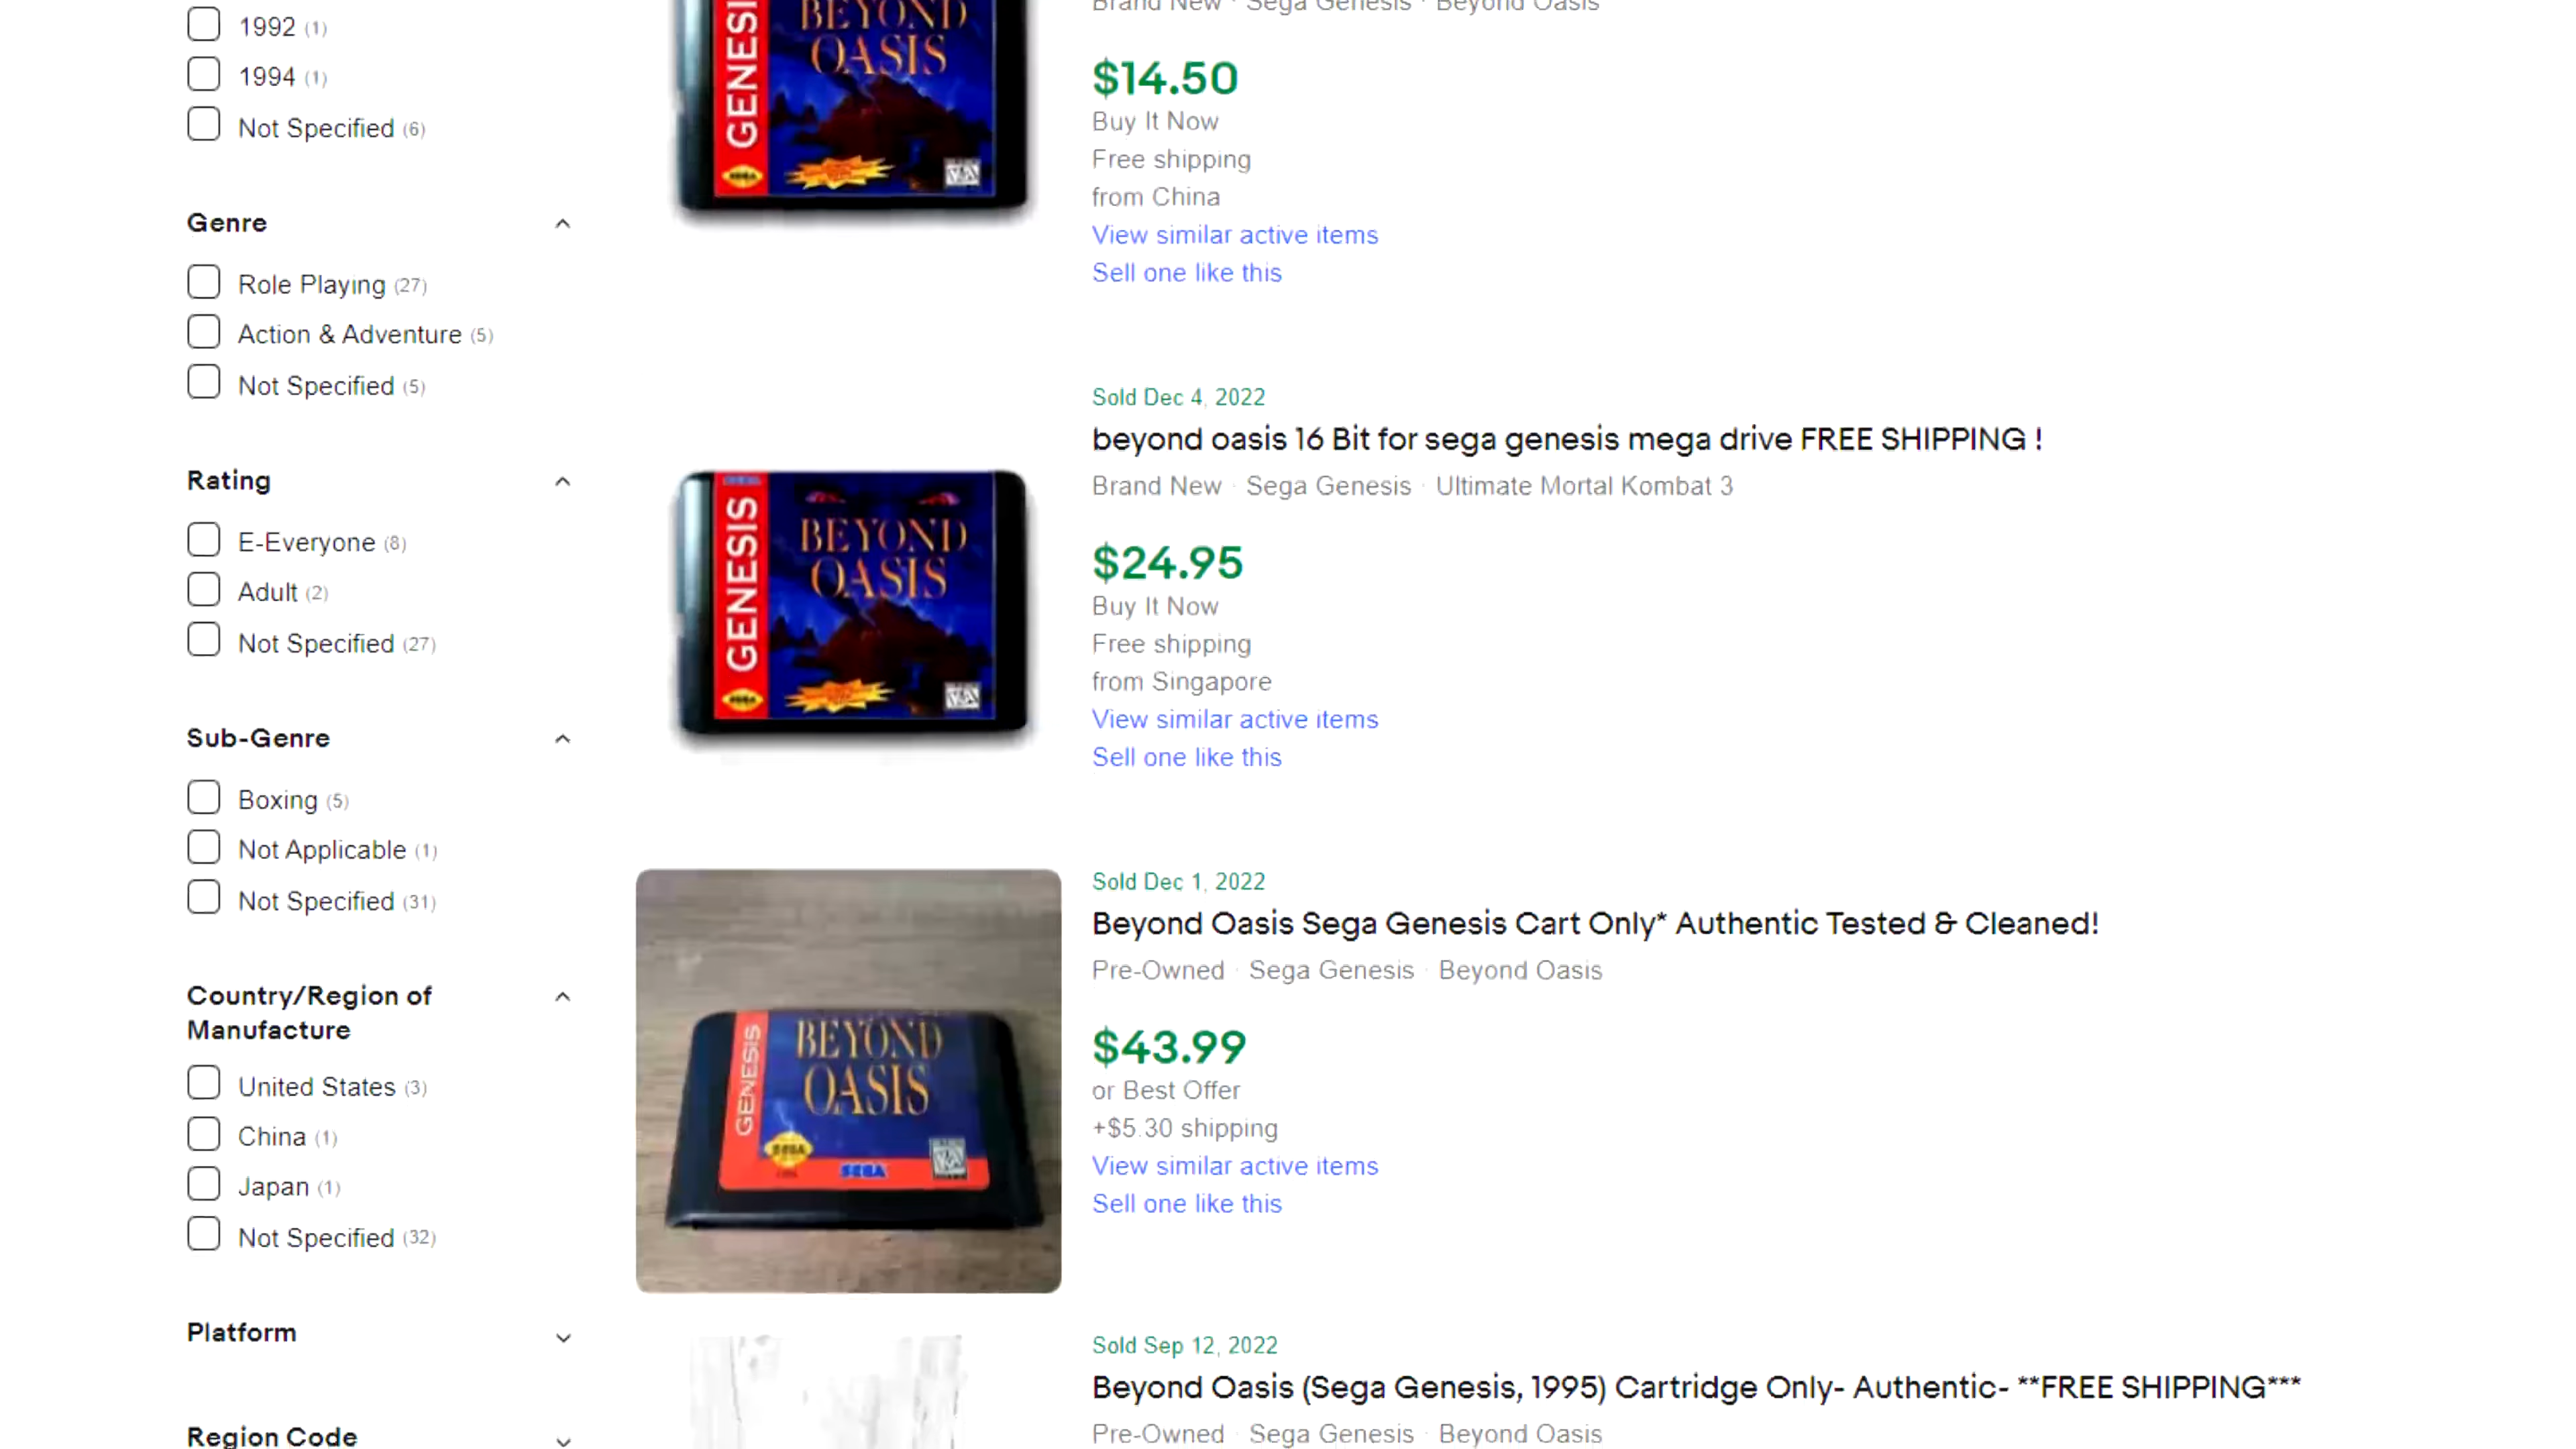 1992 (1)
1994 (1)
Not Specified (6)
Genre
Role Playing (27)
Action & Adventure (5)
Not Specified (5)
Rating
E-Everyone (8)
Adult (2)
Not Specified (27)
Sub-Genre
Boxing (5)
Not Applicable (1)
Not Specified (31)
Country/Region of
Manufacture
United States (3)
China (1)
Japan (1)
Not Specified (32)
Platform
Region Code
GENESIS
BEYOND
OASIS
SEGA
Brand New · Sega Genesis · Beyond Oasis
$14.50
Buy It Now
Free shipping
from China
View similar active items
Sell one like this
GENESIS
BEYOND
OASIS
SEGA
Sold Dec 4, 2022
beyond oasis 16 Bit for sega genesis mega drive FREE SHIPPING !
Brand New · Sega Genesis · Ultimate Mortal Kombat 3
$24.95
Buy It Now
Free shipping
from Singapore
View similar active items
Sell one like this
GENESIS
BEYOND
OASIS
SEGA
SEGA
Sold Dec 1, 2022
Beyond Oasis Sega Genesis Cart Only* Authentic Tested & Cleaned!
Pre-Owned · Sega Genesis · Beyond Oasis
$43.99
or Best Offer
+$5.30 shipping
View similar active items
Sell one like this
Sold Sep 12, 2022
Beyond Oasis (Sega Genesis, 1995) Cartridge Only- Authentic- **FREE SHIPPING***
Pre-Owned · Sega Genesis · Beyond Oasis